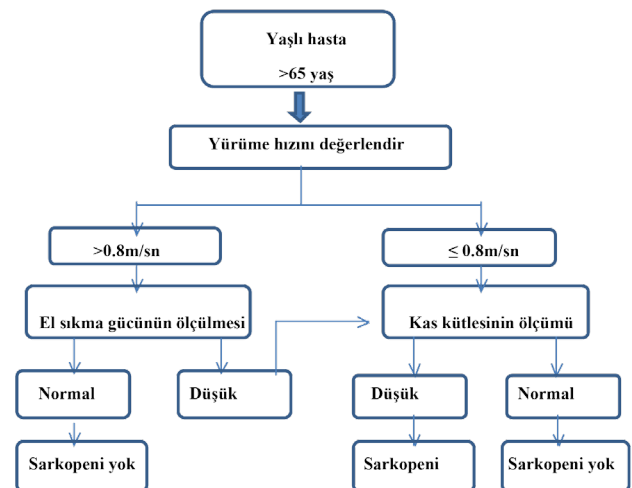 Yaşlı hasta
>65 yaş
Yürüme hızını değerlendir
>0.8m/sn
≤ 0.8m/sn
El sıkma gücünün ölçülmesi
Kas kütlesinin ölçümü
Normal
Düşük
Düşük
Normal
Sarkopeni yok
Sarkopeni
Sarkopeni yok